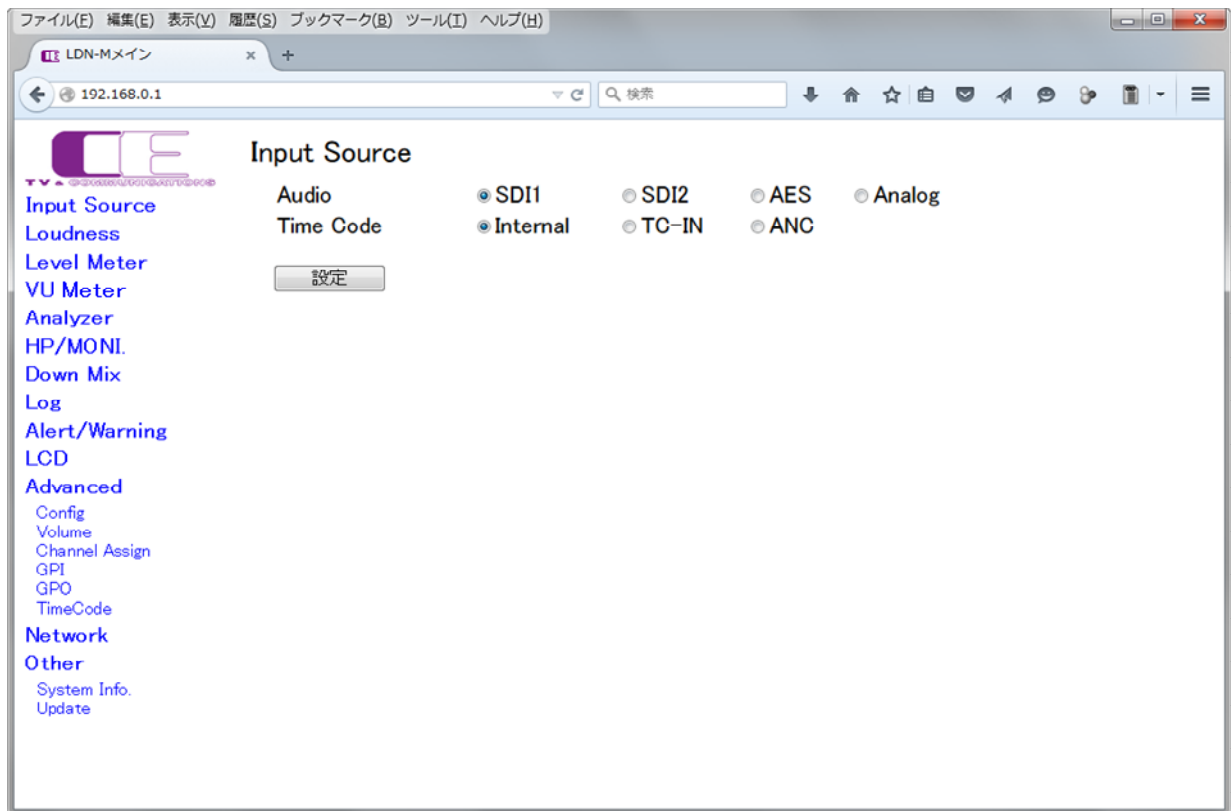 ファイル(F) 編集(E) 表示(V) 履歴(S) ブックマーク(B) ツール(T) ヘルプ(H)
LDN-Mメイン
192.168.0.1
検索
TV & COMMUNICATIONS
Input Source
Loudness
Level Meter
VU Meter
Analyzer
HP/MONI.
Down Mix
Log
Alert/Warning
LCD
Advanced
Config
Volume
Channel Assign
GPI
GPO
TimeCode
Network
Other
System Info.
Update
Input Source
Audio SDI1 SDI2 AES Analog
Time Code Internal TC-IN ANC
設定